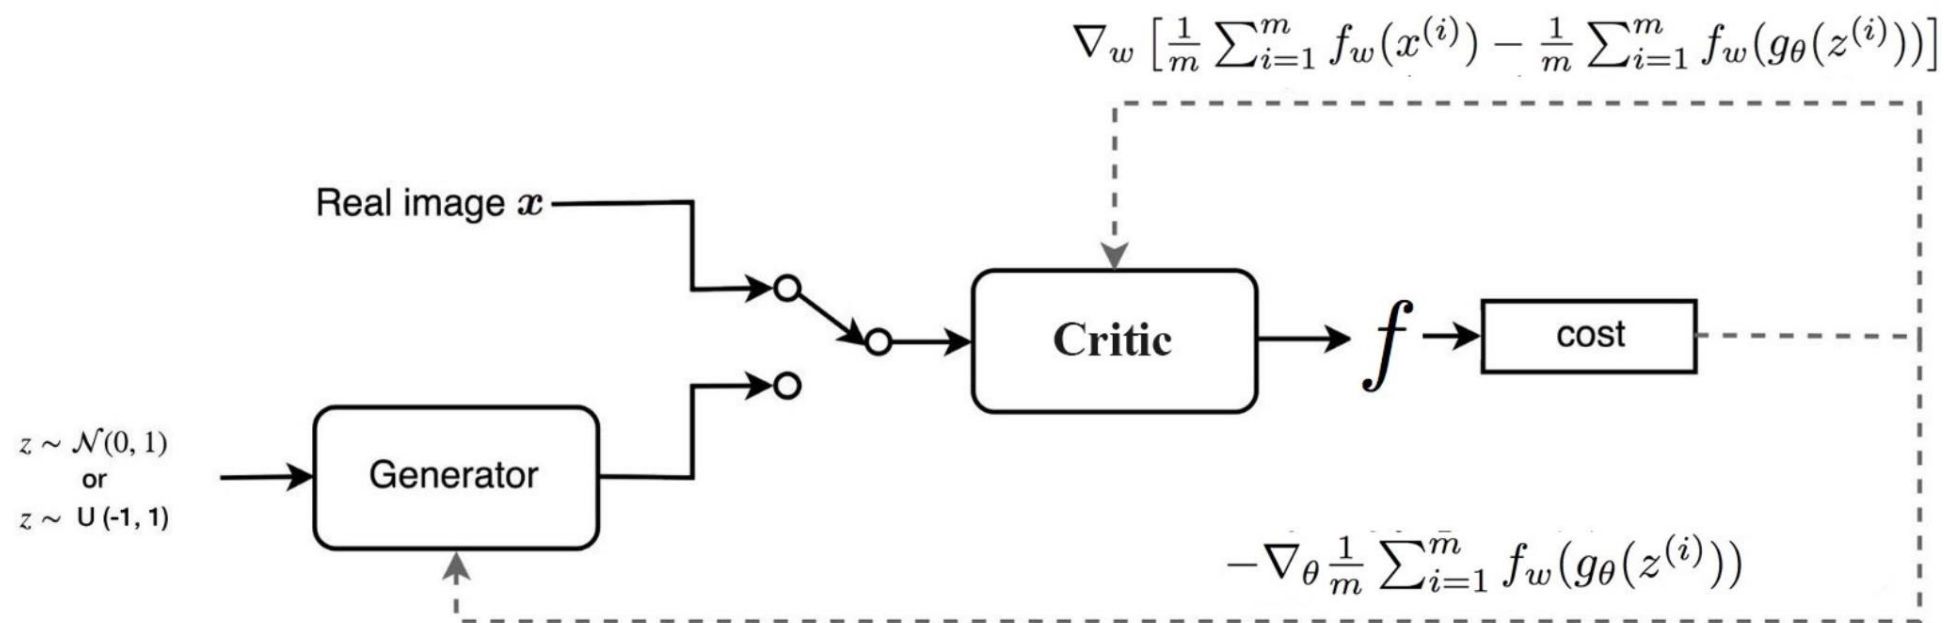 ∇_w [1/m ∑_{i=1}^m f_w(x^{(i)}) − 1/m ∑_{i=1}^m f_w(g_θ(z^{(i)}))]
Real image x
Critic
f
cost
z ~ 𝒩(0, 1)
or
z ~ U (-1, 1)
Generator
−∇_θ 1/m ∑_{i=1}^m f_w(g_θ(z^{(i)}))